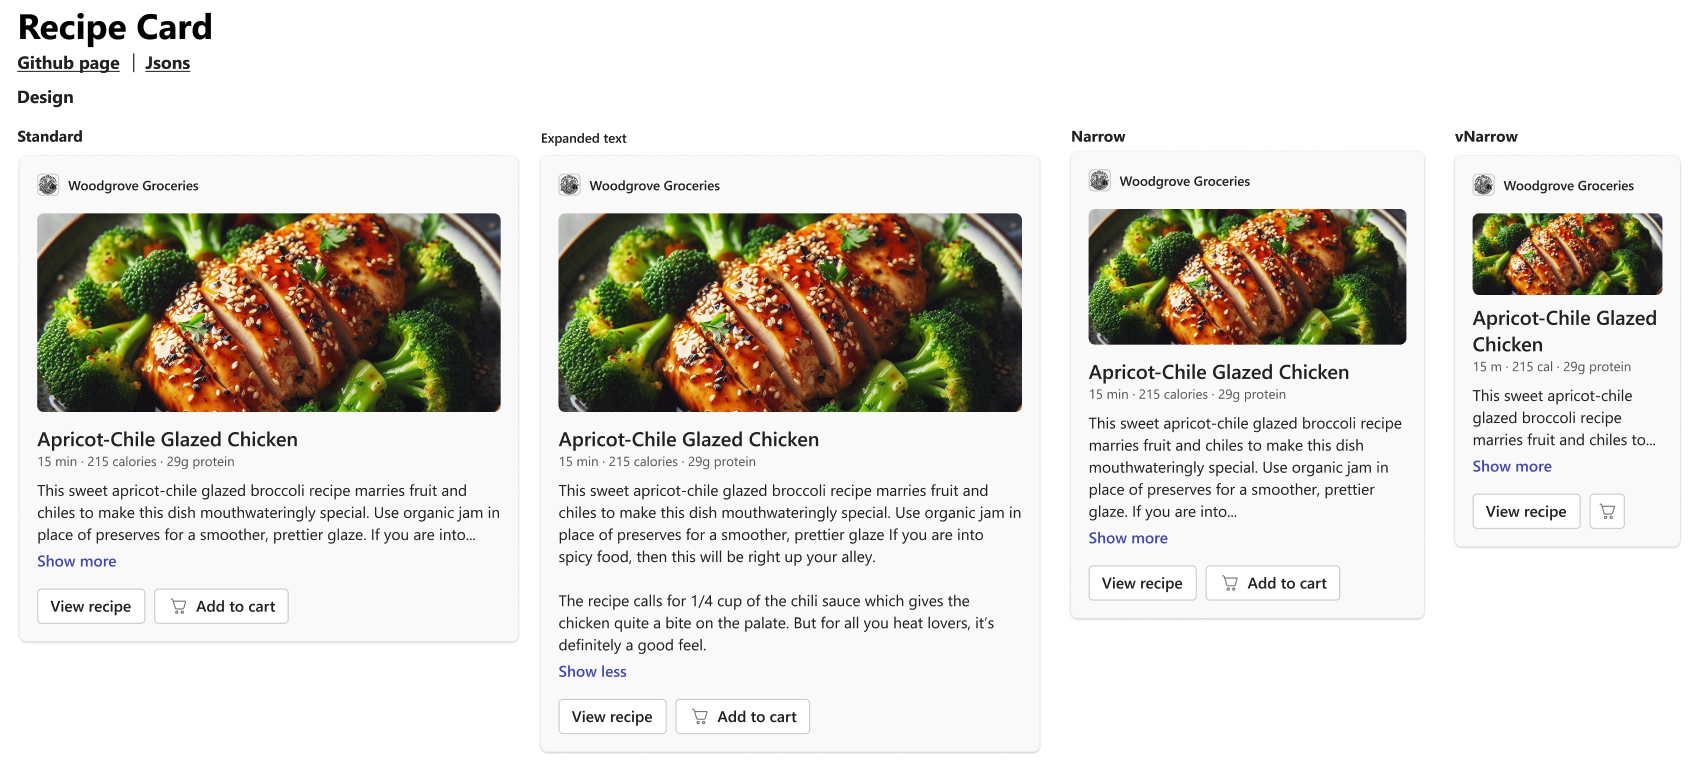 Recipe Card
Github page | Jsons
Design
Standard
Woodgrove Groceries
Apricot-Chile Glazed Chicken
15 min · 215 calories · 29g protein
This sweet apricot-chile glazed broccoli recipe marries fruit and
chiles to make this dish mouthwateringly special. Use organic jam in
place of preserves for a smoother, prettier glaze. If you are into...
Show more
View recipe
Add to cart
Expanded text
Woodgrove Groceries
Apricot-Chile Glazed Chicken
15 min · 215 calories · 29g protein
This sweet apricot-chile glazed broccoli recipe marries fruit and
chiles to make this dish mouthwateringly special. Use organic jam in
place of preserves for a smoother, prettier glaze If you are into
spicy food, then this will be right up your alley.
The recipe calls for 1/4 cup of the chili sauce which gives the
chicken quite a bite on the palate. But for all you heat lovers, it’s
definitely a good feel.
Show less
View recipe
Add to cart
Narrow
Woodgrove Groceries
Apricot-Chile Glazed Chicken
15 min · 215 calories · 29g protein
This sweet apricot-chile glazed broccoli recipe
marries fruit and chiles to make this dish
mouthwateringly special. Use organic jam in
place of preserves for a smoother, prettier
glaze. If you are into...
Show more
View recipe
Add to cart
vNarrow
Woodgrove Groceries
Apricot-Chile Glazed
Chicken
15 m · 215 cal · 29g protein
This sweet apricot-chile
glazed broccoli recipe
marries fruit and chiles to...
Show more
View recipe